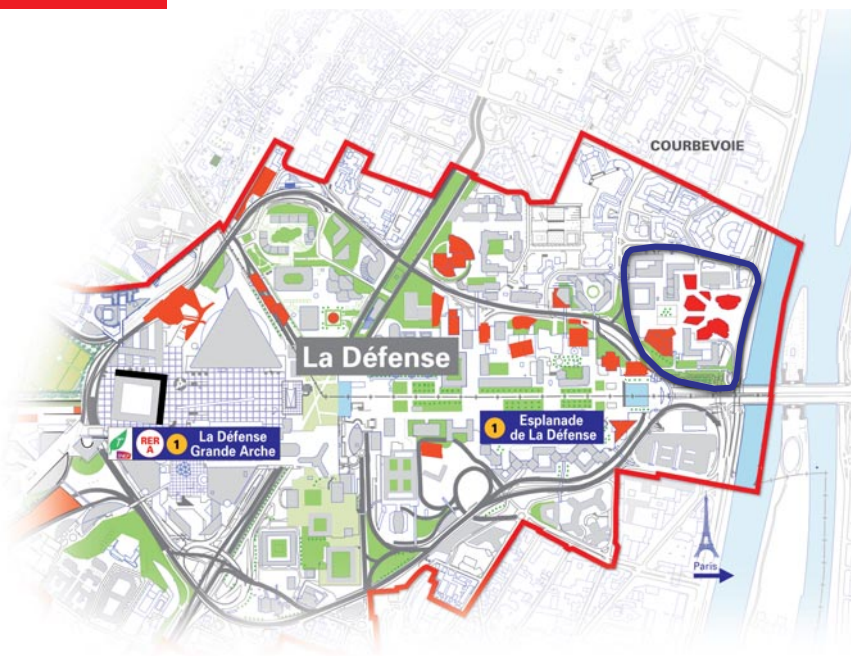 COURBEVOIE
La Défense
1
Esplanade
de La Défense
RER
A
1
La Défense
Grande Arche
Paris